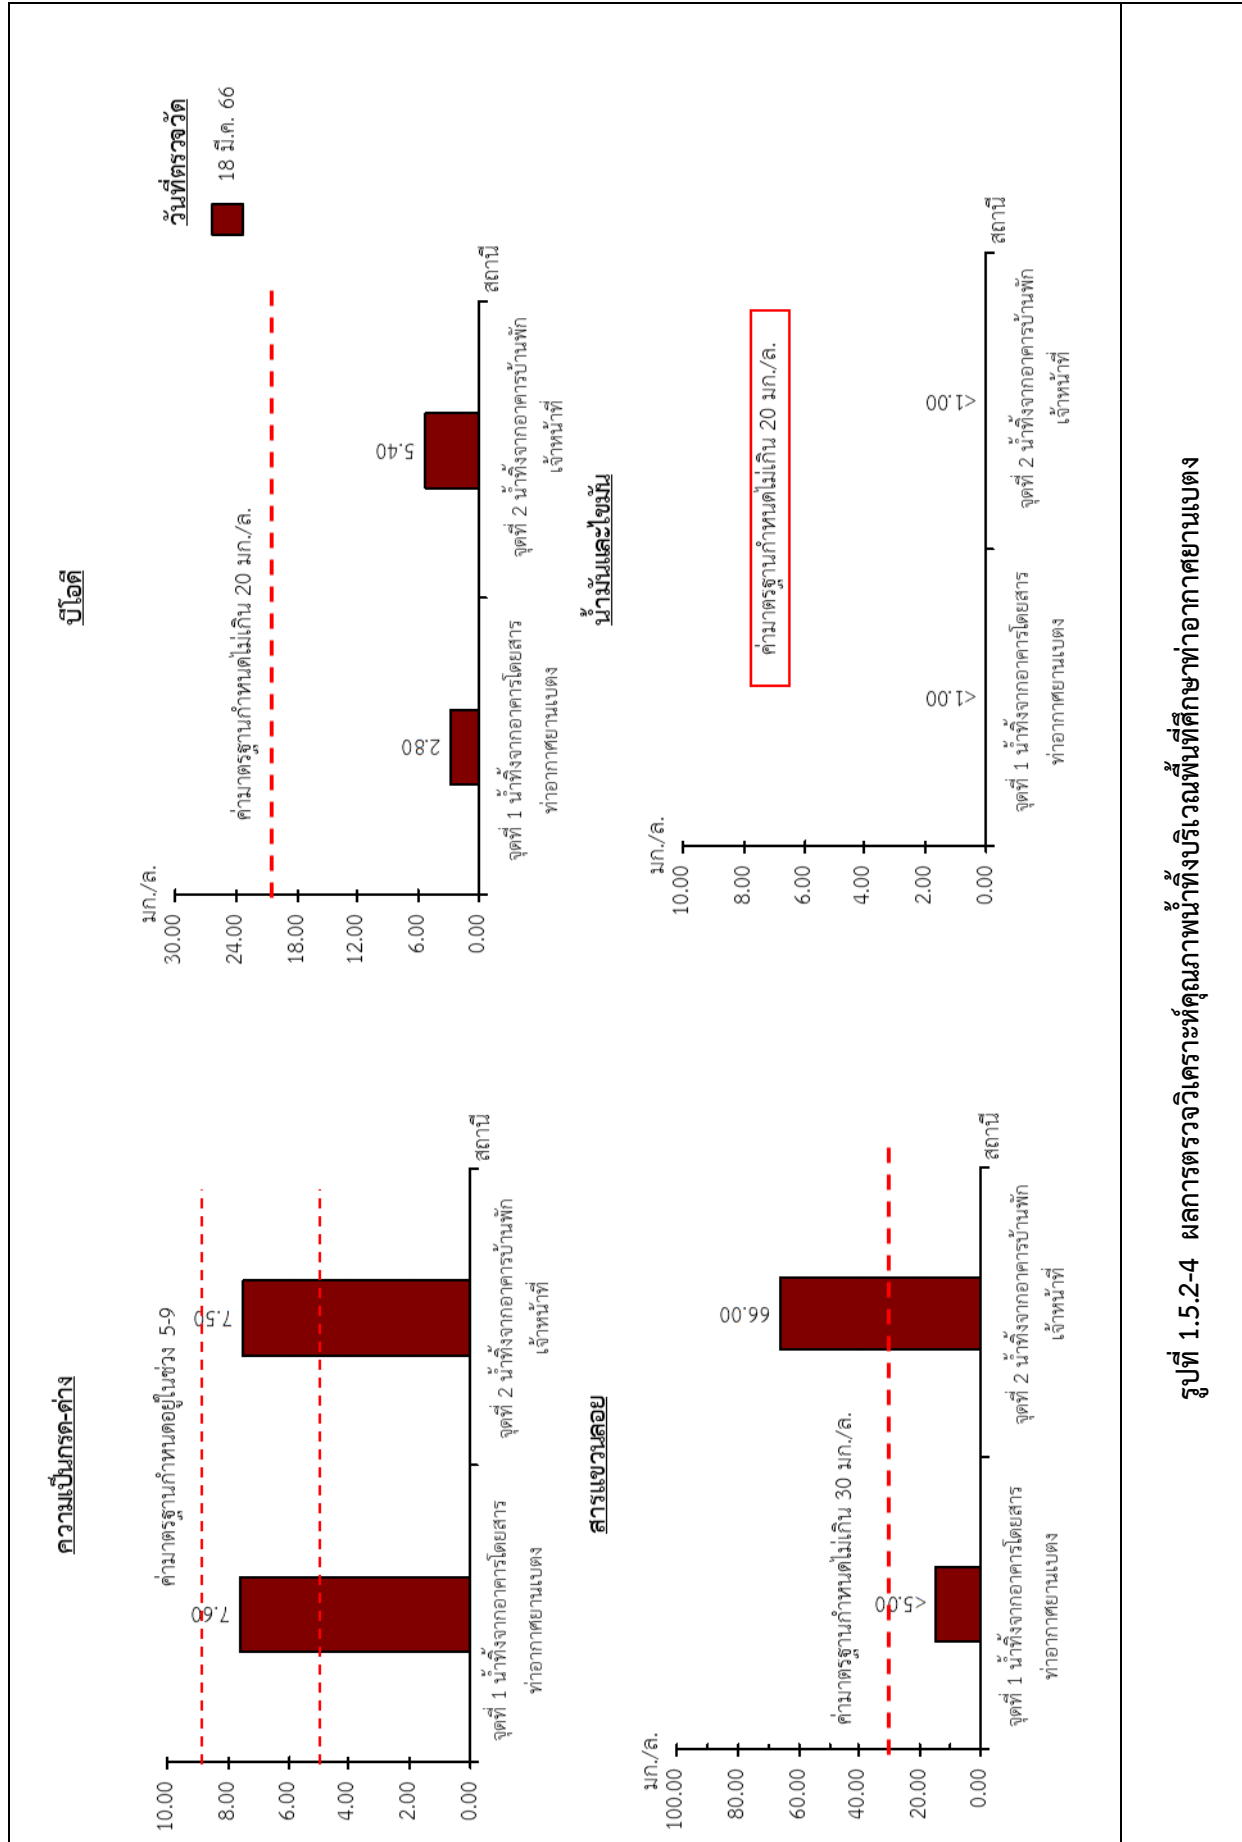 ความเป็นกรด-ด่าง
ค่ามาตรฐานกำหนดอยู่ในช่วง 5-9
10.00
8.00
6.00
4.00
2.00
0.00
7.60
7.50
สถานี
จุดที่ 1 น้ำทิ้งจากอาคารโดยสาร
ท่าอากาศยานเบตง
จุดที่ 2 น้ำทิ้งจากอาคารบ้านพัก
เจ้าหน้าที่
บีโอดี
วันที่ตรวจวัด
18 มี.ค. 66
มก./ล.
ค่ามาตรฐานกำหนดไม่เกิน 20 มก./ล.
30.00
24.00
18.00
12.00
6.00
0.00
2.80
5.40
สถานี
จุดที่ 1 น้ำทิ้งจากอาคารโดยสาร
ท่าอากาศยานเบตง
จุดที่ 2 น้ำทิ้งจากอาคารบ้านพัก
เจ้าหน้าที่
สารแขวนลอย
มก./ล.
ค่ามาตรฐานกำหนดไม่เกิน 30 มก./ล.
100.00
80.00
60.00
40.00
20.00
0.00
<5.00
66.00
สถานี
จุดที่ 1 น้ำทิ้งจากอาคารโดยสาร
ท่าอากาศยานเบตง
จุดที่ 2 น้ำทิ้งจากอาคารบ้านพัก
เจ้าหน้าที่
น้ำมันและไขมัน
มก./ล.
ค่ามาตรฐานกำหนดไม่เกิน 20 มก./ล.
10.00
8.00
6.00
4.00
2.00
0.00
<1.00
<1.00
สถานี
จุดที่ 1 น้ำทิ้งจากอาคารโดยสาร
ท่าอากาศยานเบตง
จุดที่ 2 น้ำทิ้งจากอาคารบ้านพัก
เจ้าหน้าที่
รูปที่ 1.5.2-4 ผลการตรวจวิเคราะห์คุณภาพน้ำทิ้งบริเวณพื้นที่ศึกษาท่าอากาศยานเบตง